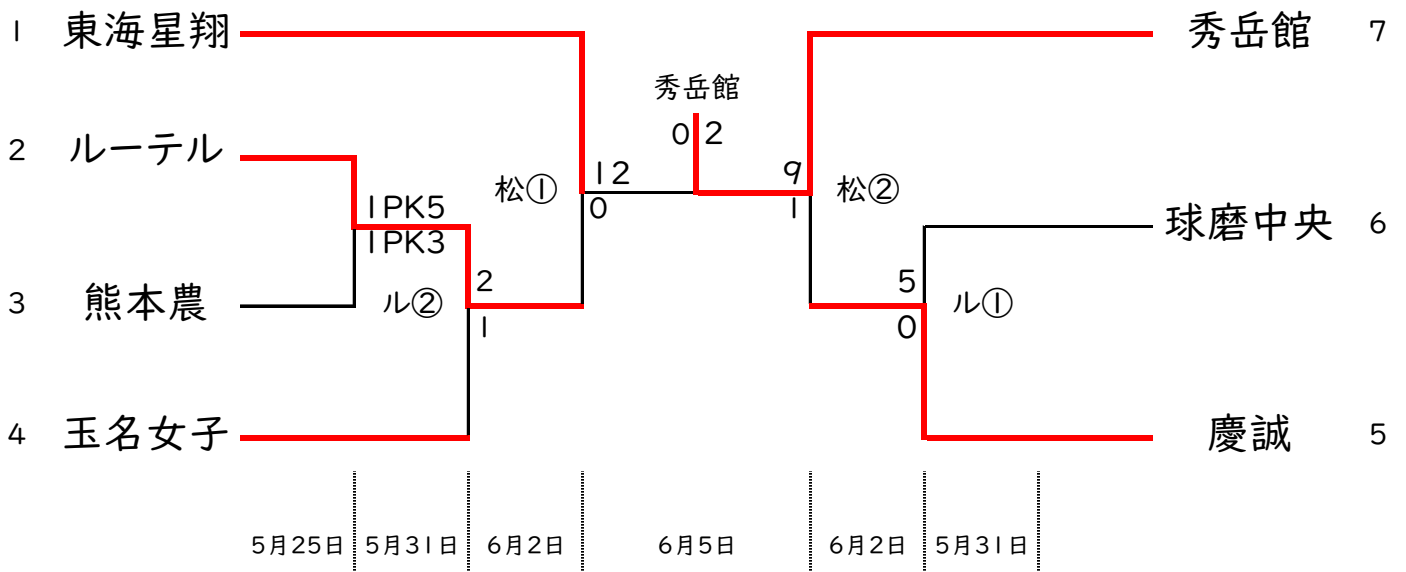 1 東海星翔
秀岳館 7
秀岳館
0 2
2 ルーテル
松①
12
0
9
1
松②
1PK5
1PK3
球磨中央 6
3 熊本農
ル②
2
1
5
0
ル①
4 玉名女子
慶誠 5
5月25日 5月31日 6月2日 6月5日 6月2日 5月31日